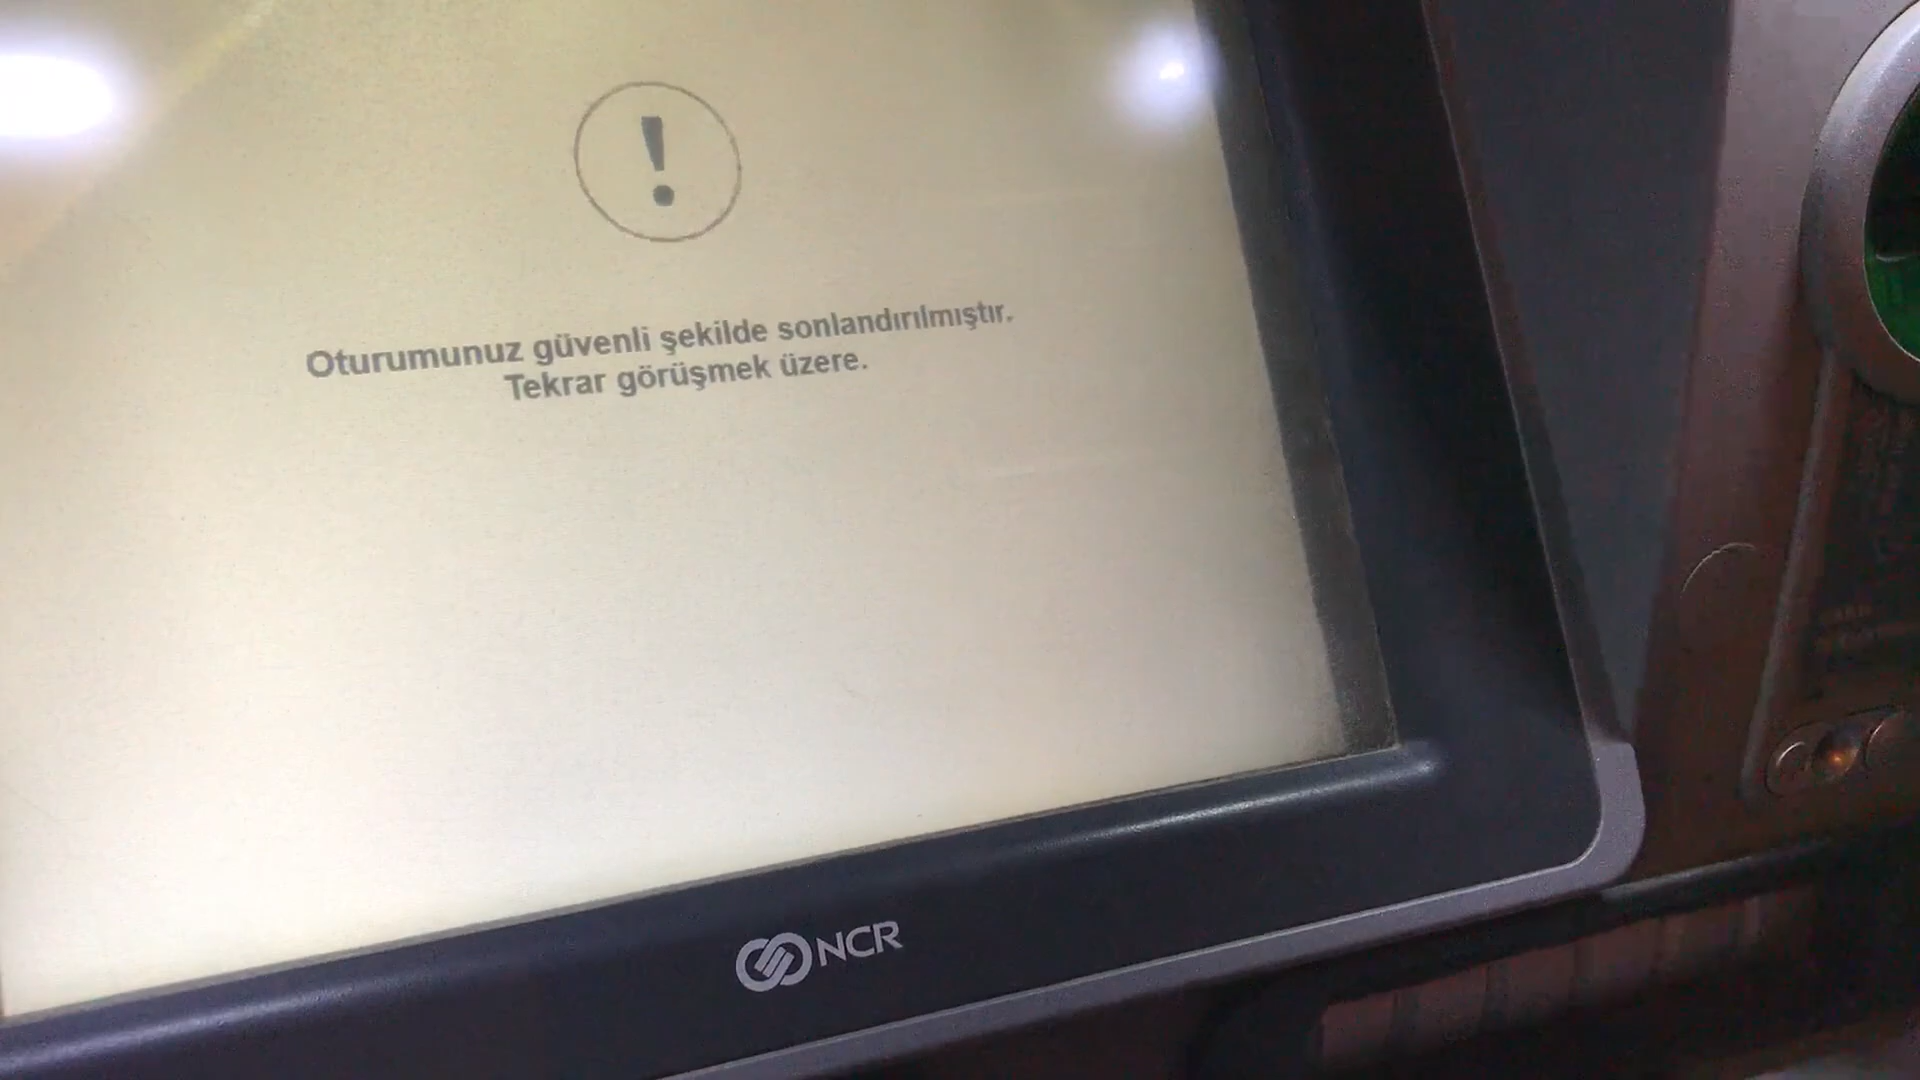 !
Oturumunuz güvenli şekilde sonlandırılmıştır.
Tekrar görüşmek üzere.
NCR